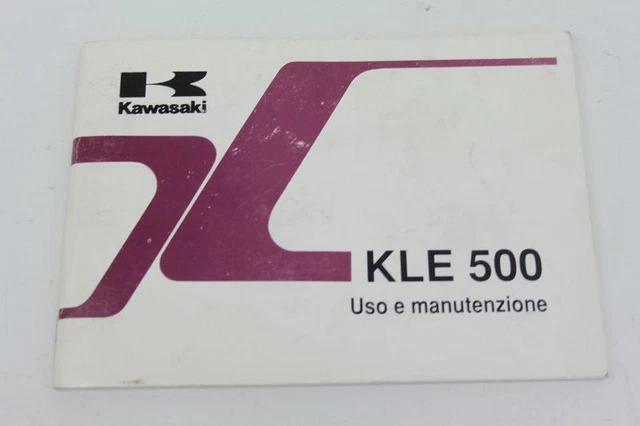 Kawasaki
KLE 500
Uso e manutenzione